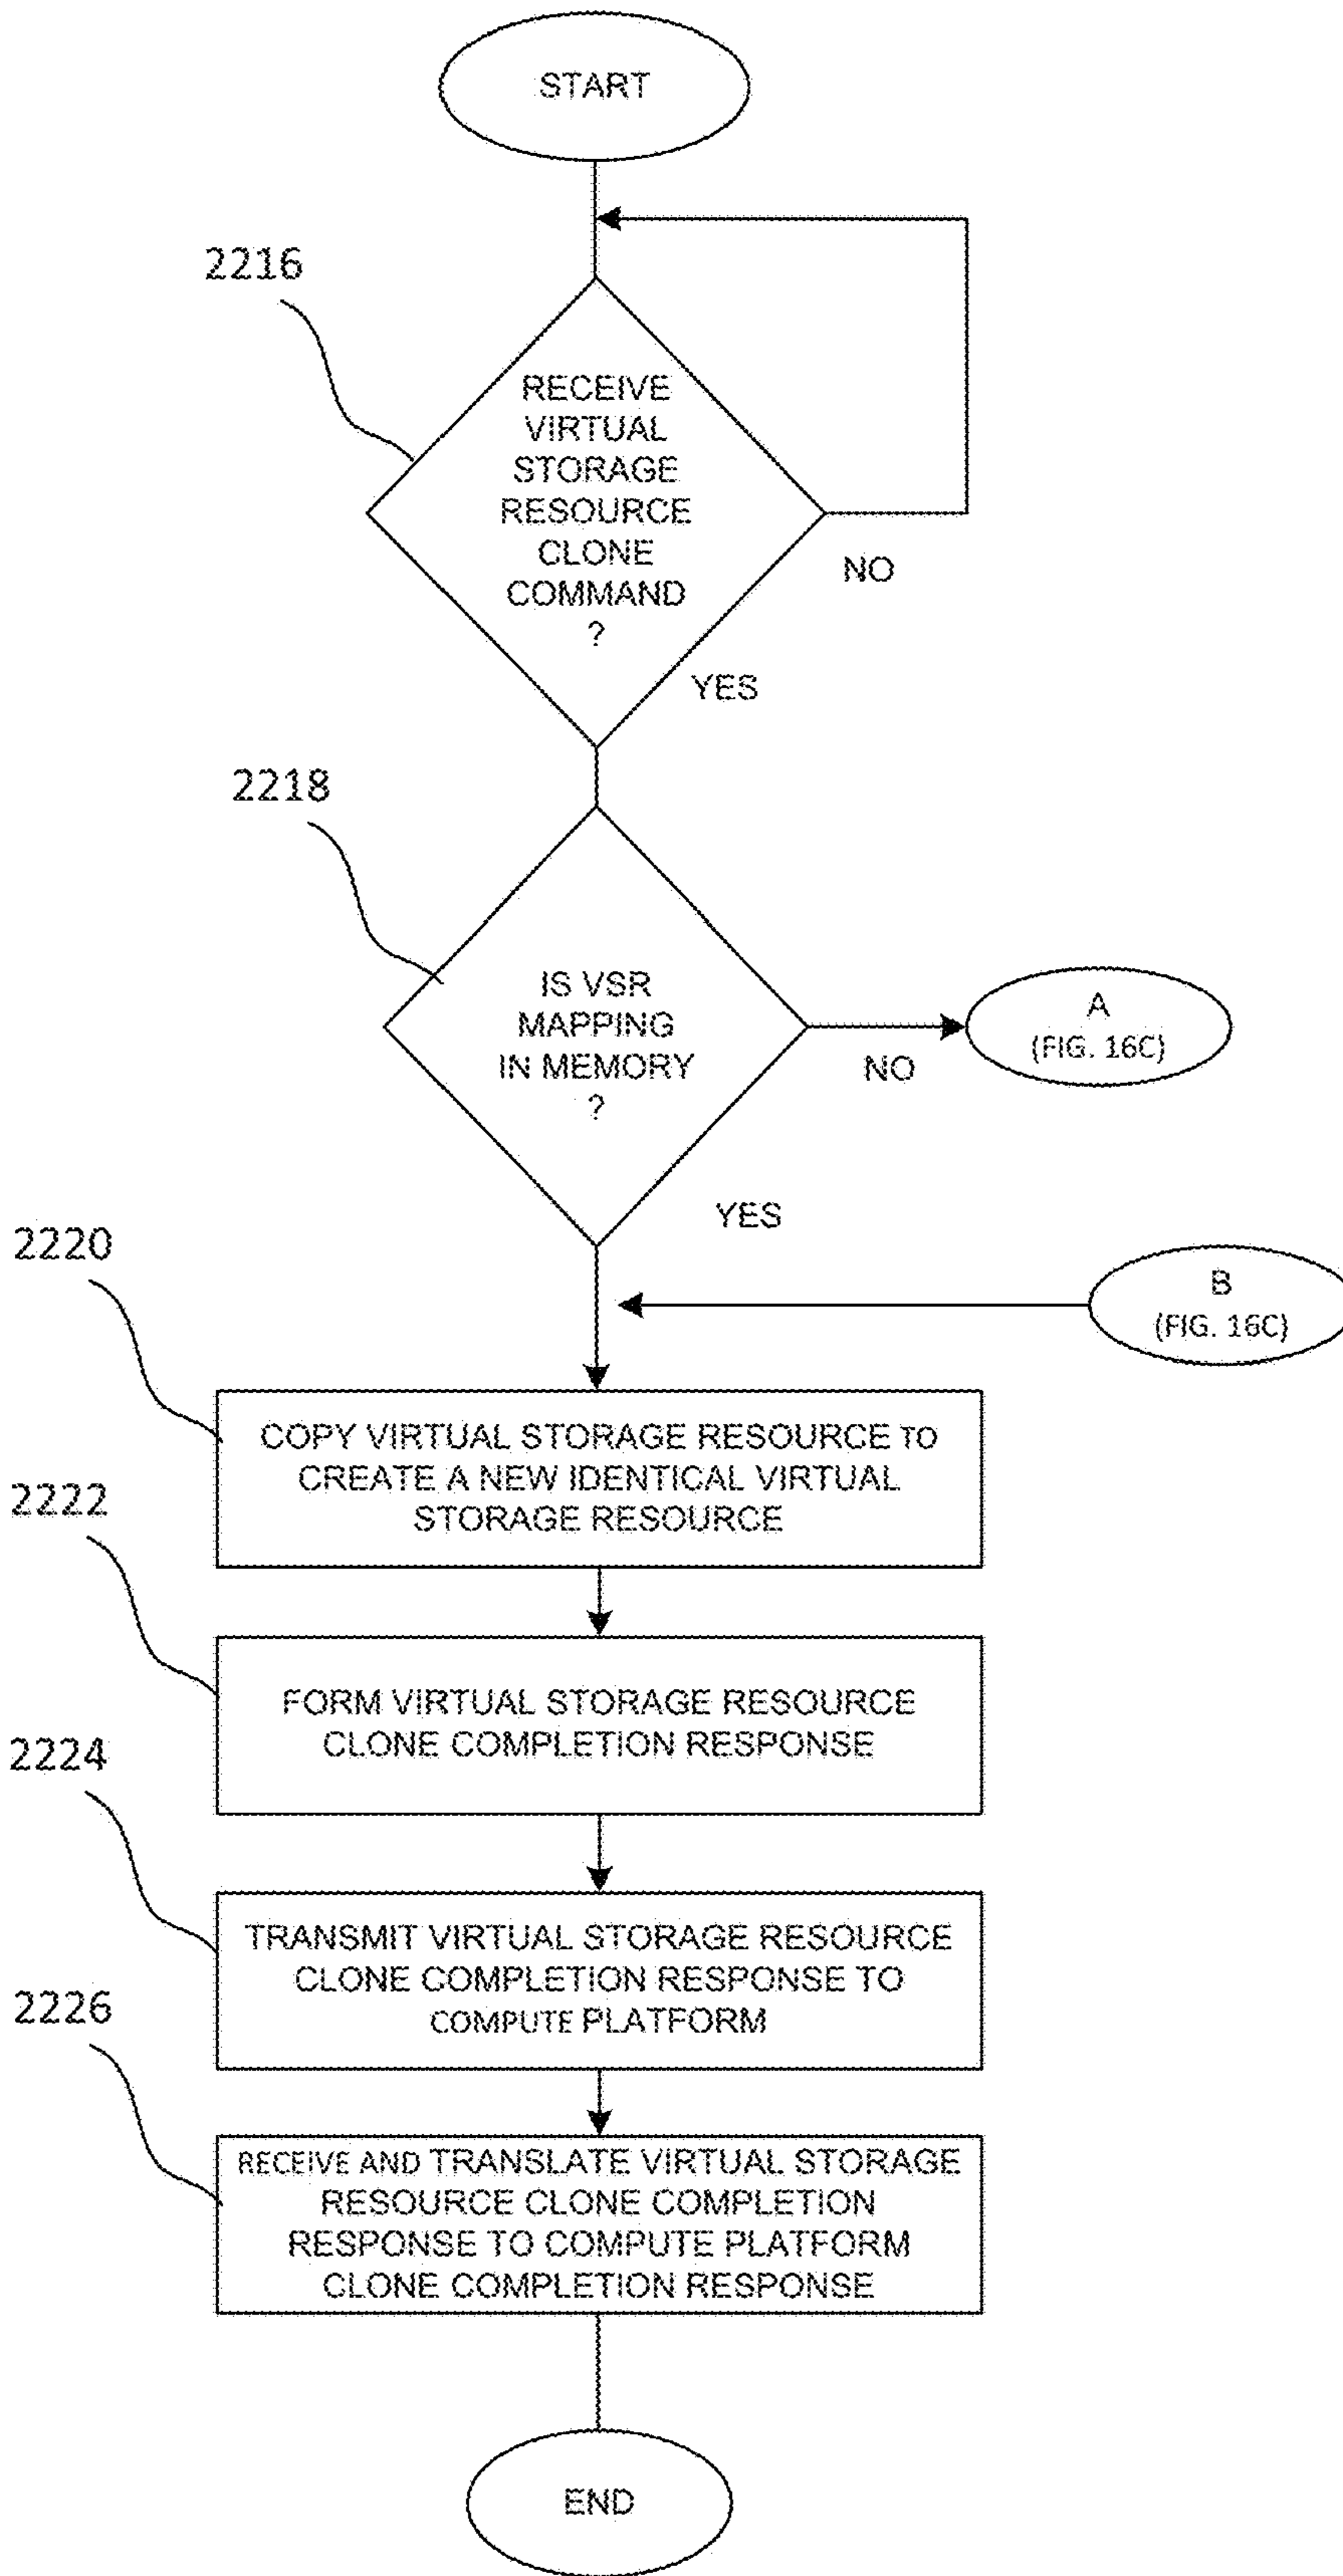 START
2216
RECEIVE
VIRTUAL
STORAGE
RESOURCE
CLONE
COMMAND
?
NO
YES
2218
IS VSR
MAPPING
IN MEMORY
?
NO
A
(FIG. 16C)
YES
B
(FIG. 16C)
2220
COPY VIRTUAL STORAGE RESOURCE TO
CREATE A NEW IDENTICAL VIRTUAL
STORAGE RESOURCE
2222
FORM VIRTUAL STORAGE RESOURCE
CLONE COMPLETION RESPONSE
2224
TRANSMIT VIRTUAL STORAGE RESOURCE
CLONE COMPLETION RESPONSE TO
COMPUTE PLATFORM
2226
RECEIVE AND TRANSLATE VIRTUAL STORAGE
RESOURCE CLONE COMPLETION
RESPONSE TO COMPUTE PLATFORM
CLONE COMPLETION RESPONSE
END